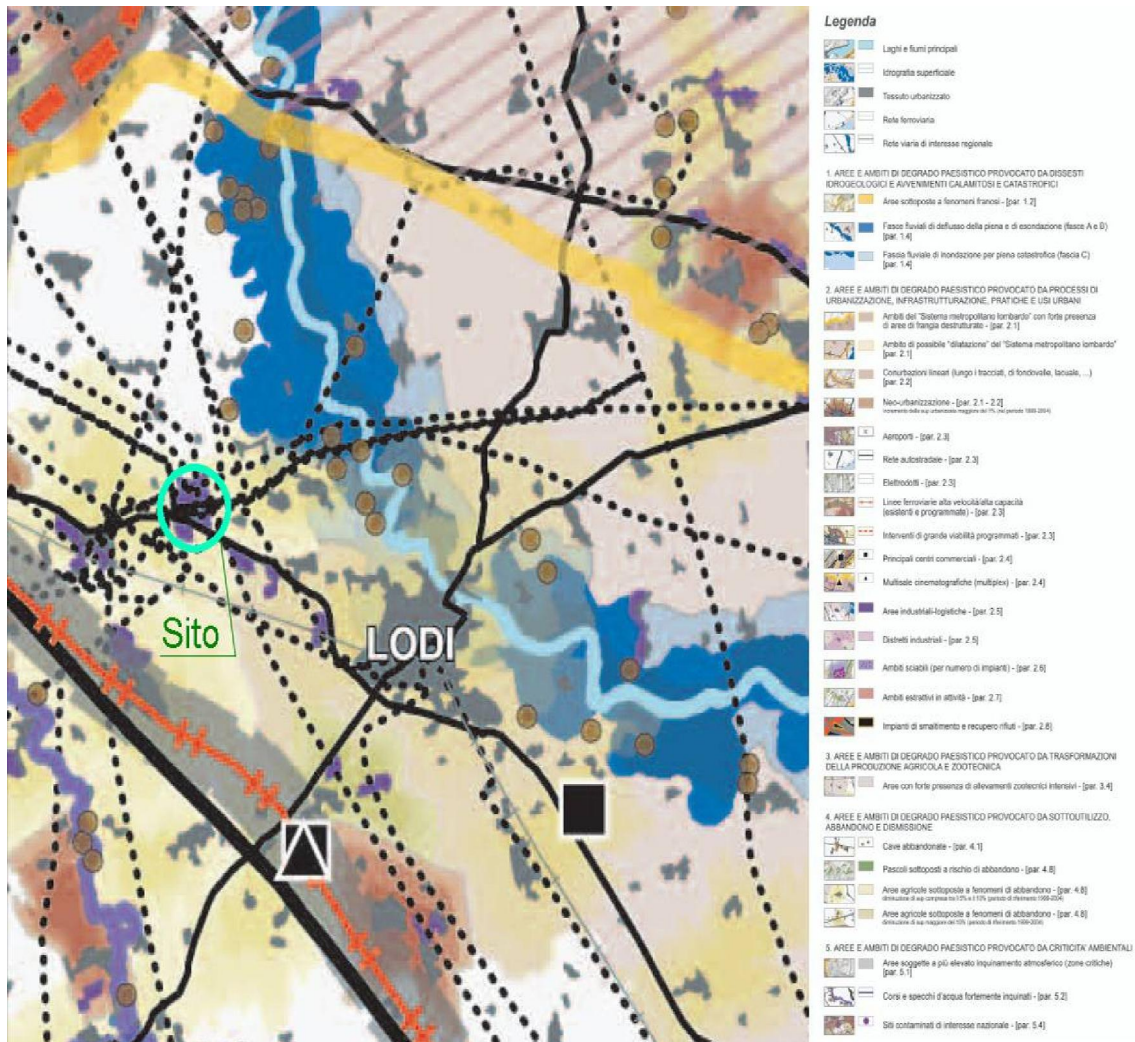 Sito
LODI
Legenda
Laghi e fiumi principali
Idrografia superficiale
Tessuto urbanizzato
Rete ferroviaria
Rete viaria di interesse regionale
1. AREE E AMBITI DI DEGRADO PAESISTICO PROVOCATO DA DISSESTI
IDROGEOLOGICI E AVVENIMENTI CALAMITOSI E CATASTROFICI
Aree sottoposte a fenomeni franosi - [par. 1.2]
Fasce fluviali di deflusso della piena e di esondazione (fasce A e B)
[par. 1.4]
Fascia fluviale di inondazione per piena catastrofica (fascia C)
[par. 1.4]
2. AREE E AMBITI DI DEGRADO PAESISTICO PROVOCATO DA PROCESSI DI
URBANIZZAZIONE, INFRASTRUTTURAZIONE, PRATICHE E USI URBANI
Ambiti del "Sistema metropolitano lombardo" con forte presenza
di aree di frangia destrutturate - [par. 2.1]
Ambito di possibile "dilatazione" del "Sistema metropolitano lombardo"
[par. 2.1]
Conurbazioni lineari (lungo i tracciati, di fondovalle, lacuale, ...)
[par. 2.2]
Neo-urbanizzazione - [par. 2.1 - 2.2]
Aeroporti - [par. 2.3]
Rete autostradale - [par. 2.3]
Elettrodotti - [par. 2.3]
Linee ferroviarie alta velocità/alta capacità
(esistenti e programmate) - [par. 2.3]
Interventi di grande viabilità programmati - [par. 2.3]
Principali centri commerciali - [par. 2.4]
Multisale cinematografiche (multiplex) - [par. 2.4]
Aree industriali-logistiche - [par. 2.5]
Distretti industriali - [par. 2.5]
Ambiti sciabili (per numero di impianti) - [par. 2.6]
Ambiti estrattivi in attività - [par. 2.7]
Impianti di smaltimento e recupero rifiuti - [par. 2.8]
3. AREE E AMBITI DI DEGRADO PAESISTICO PROVOCATO DA TRASFORMAZIONI
DELLA PRODUZIONE AGRICOLA E ZOOTECNICA
Aree con forte presenza di allevamenti zootecnici intensivi - [par. 3.4]
4. AREE E AMBITI DI DEGRADO PAESISTICO PROVOCATO DA SOTTOUTILIZZO,
ABBANDONO E DISMISSIONE
Cave abbandonate - [par. 4.1]
Pascoli sottoposti a rischio di abbandono - [par. 4.8]
Aree agricole sottoposte a fenomeni di abbandono - [par. 4.8]
Aree agricole sottoposte a fenomeni di abbandono - [par. 4.8]
5. AREE E AMBITI DI DEGRADO PAESISTICO PROVOCATO DA CRITICITA' AMBIENTALI
Aree soggette a più elevato inquinamento atmosferico (zone critiche)
[par. 5.1]
Corsi e specchi d'acqua fortemente inquinati - [par. 5.2]
Siti contaminati di interesse nazionale - [par. 5.4]